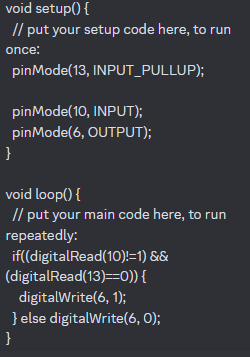 void setup() {
  // put your setup code here, to run
once:
  pinMode(13, INPUT_PULLUP);

  pinMode(10, INPUT);
  pinMode(6, OUTPUT);
}

void loop() {
  // put your main code here, to run
repeatedly:
  if((digitalRead(10)!=1) &&
(digitalRead(13)==0)) {
    digitalWrite(6, 1);
  } else digitalWrite(6, 0);
}